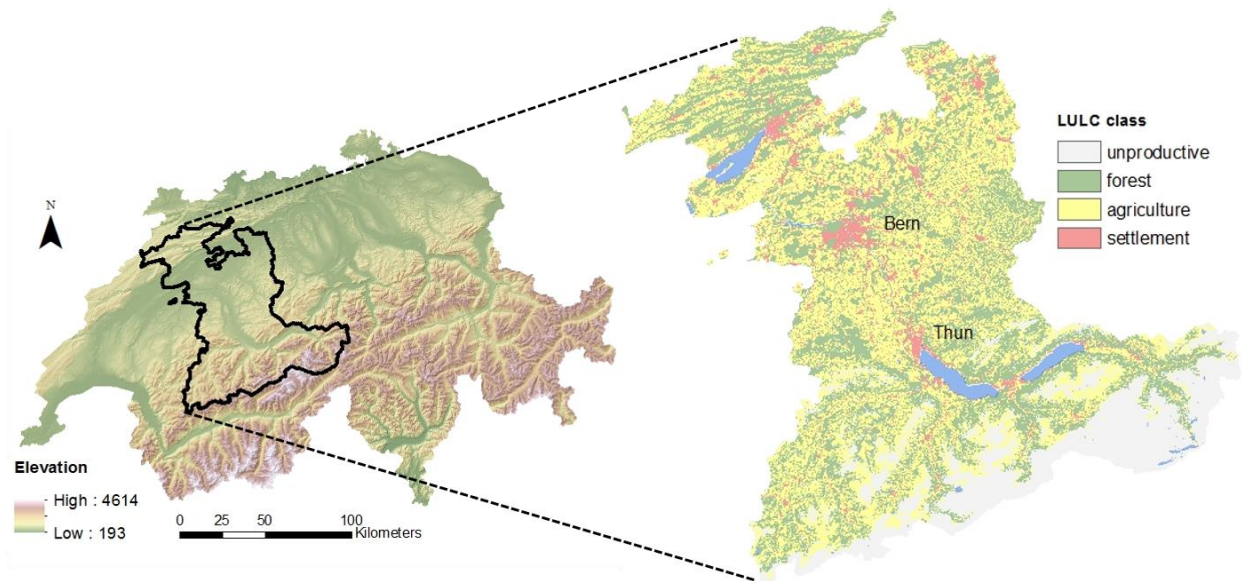 N
Elevation
High : 4614
Low : 193
0 25 50 100
Kilometers
Bern
Thun
LULC class
unproductive
forest
agriculture
settlement